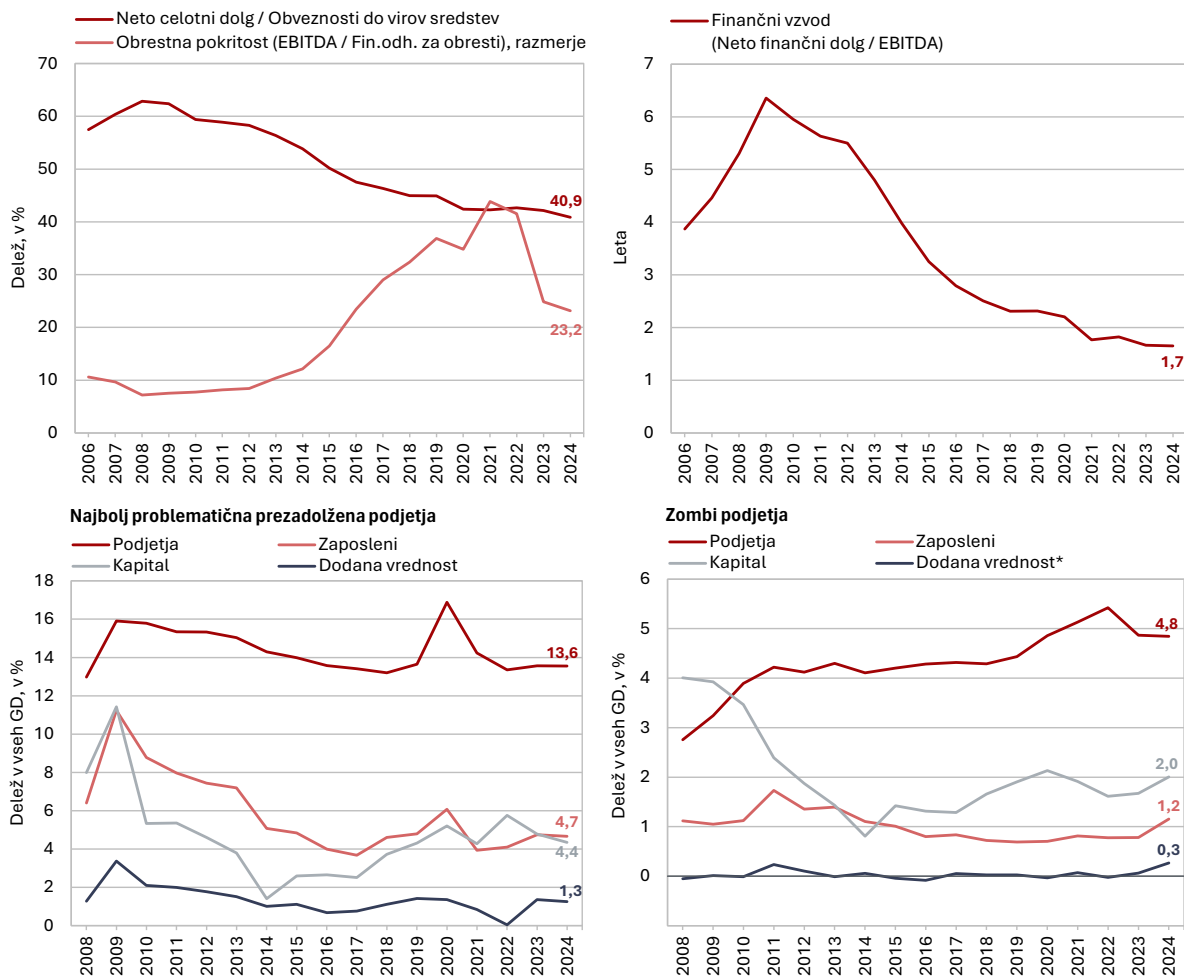 Neto celotni dolg / Obveznosti do virov sredstev
Obrestna pokritost (EBITDA / Fin.odh. za obresti), razmerje
Delež, v %
70
60
50
40
30
20
10
0
40,9
23,2
2006 2007 2008 2009 2010 2011 2012 2013 2014 2015 2016 2017 2018 2019 2020 2021 2022 2023 2024
Finančni vzvod
(Neto finančni dolg / EBITDA)
Leta
7
6
5
4
3
2
1
0
1,7
2006 2007 2008 2009 2010 2011 2012 2013 2014 2015 2016 2017 2018 2019 2020 2021 2022 2023 2024
Najbolj problematična prezadolžena podjetja
Podjetja Zaposleni
Kapital Dodana vrednost
Delež v vseh GD, v %
18
16
14
12
10
8
6
4
2
0
13,6
4,7
4,4
1,3
2008 2009 2010 2011 2012 2013 2014 2015 2016 2017 2018 2019 2020 2021 2022 2023 2024
Zombi podjetja
Podjetja Zaposleni
Kapital Dodana vrednost*
Delež v vseh GD, v %
6
5
4
3
2
1
0
4,8
2,0
1,2
0,3
2008 2009 2010 2011 2012 2013 2014 2015 2016 2017 2018 2019 2020 2021 2022 2023 2024